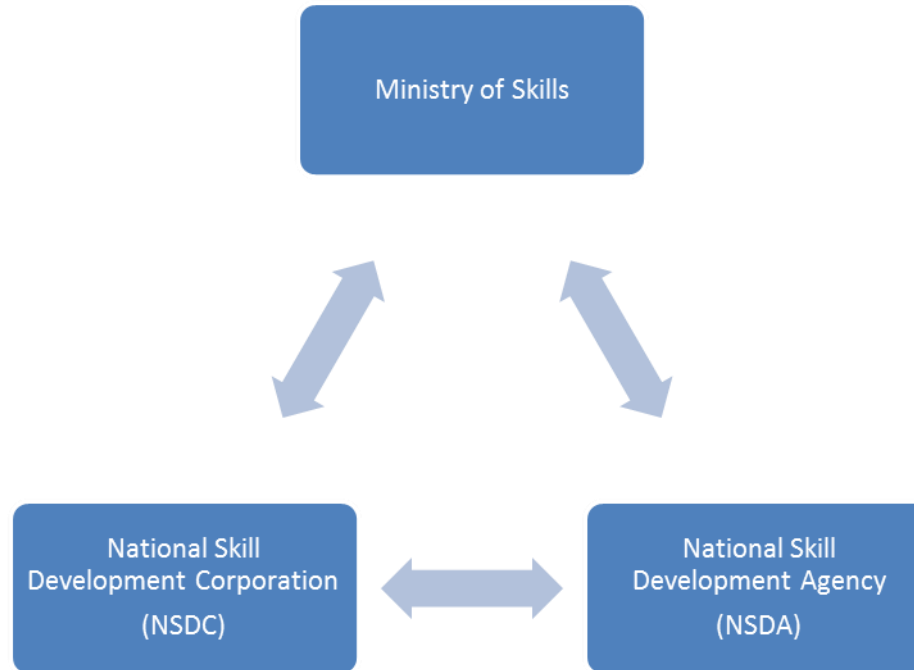 Ministry of Skills
National Skill
Development Corporation
(NSDC)
National Skill
Development Agency
(NSDA)